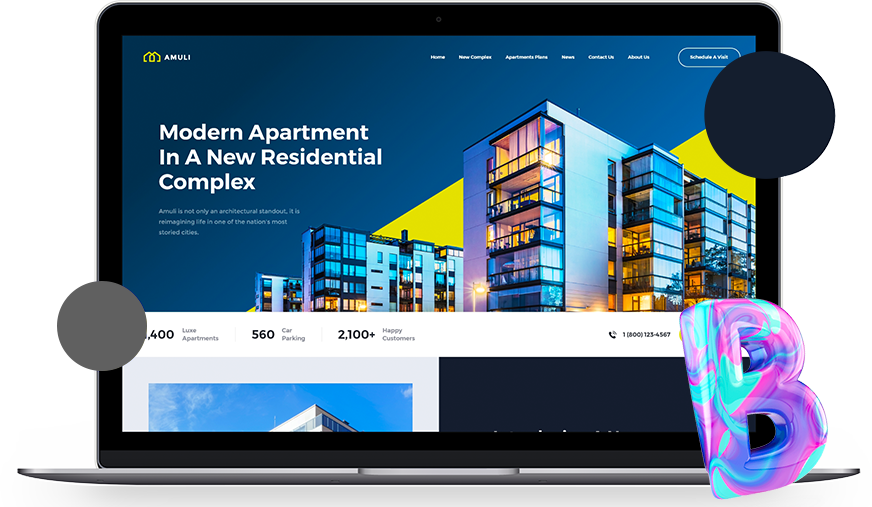 AMULI
Home New Complex Apartments Plans News Contact Us About Us Schedule A Visit
Modern Apartment
In A New Residential
Complex
Amuli is not only an architectural standout, it is
reimagining life in one of the nation's most
storied cities.
,400 Luxe Apartments 560 Car Parking 2,100+ Happy Customers 1 (800) 123-4567
B